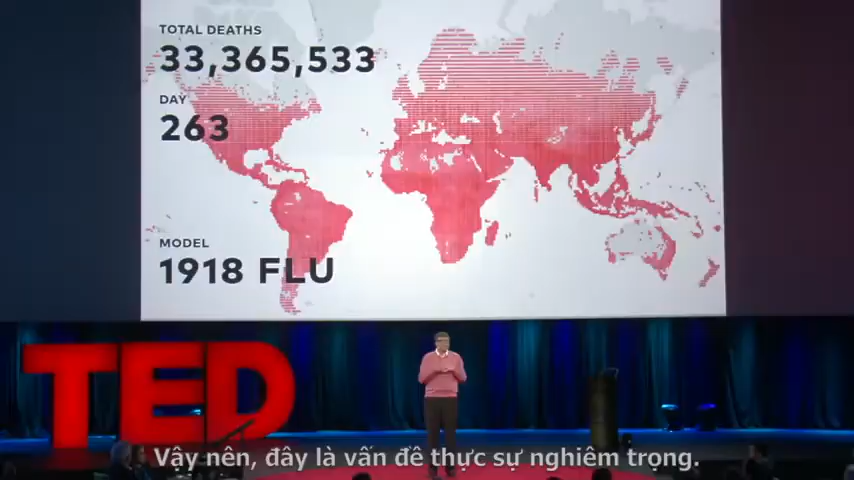 TOTAL DEATHS
33,365,533
DAY
263
MODEL
1918 FLU
TED
Vậy nên, đây là vấn đề thực sự nghiêm trọng.